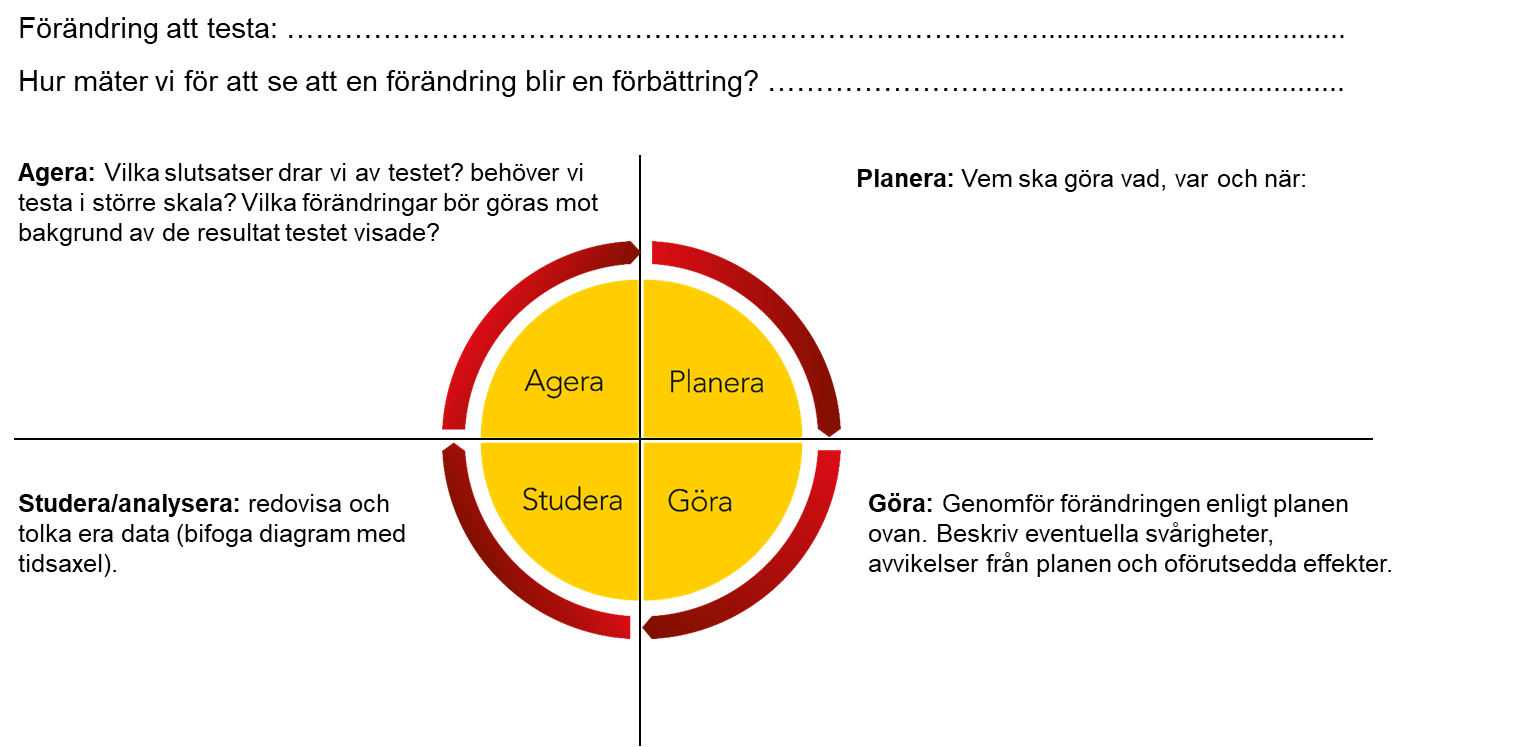 Förändring att testa: ……………………………………………………………………………......................................
Hur mäter vi för att se att en förändring blir en förbättring? …………………………….....................................
Agera: Vilka slutsatser drar vi av testet? behöver vi
testa i större skala? Vilka förändringar bör göras mot
bakgrund av de resultat testet visade?
Planera: Vem ska göra vad, var och när:
Agera
Planera
Studera
Göra
Studera/analysera: redovisa och
tolka era data (bifoga diagram med
tidsaxel).
Göra: Genomför förändringen enligt planen
ovan. Beskriv eventuella svårigheter,
avvikelser från planen och oförutsedda effekter.